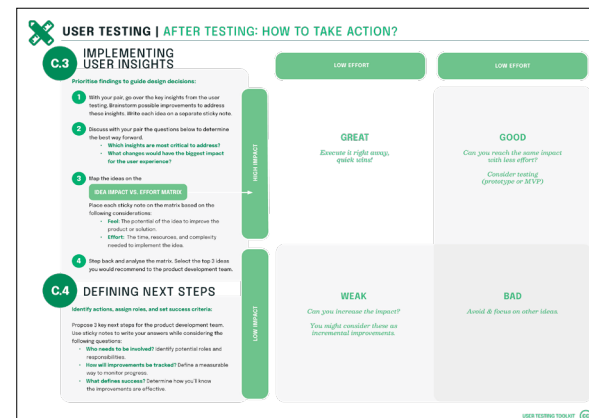 USER TESTING | AFTER TESTING: HOW TO TAKE ACTION?
C.3
IMPLEMENTING
USER INSIGHTS
Prioritise findings to guide design decisions:
1
With your pair, go over the key insights from the user
testing. Brainstorm possible improvements to address
these insights. Write each idea on a separate sticky note.
2
Discuss with your pair the questions below to determine
the best way forward.
• Which insights are most critical to address?
• What changes would have the biggest impact
for the user experience?
3
Map the ideas on the
IDEA IMPACT VS. EFFORT MATRIX
Place each sticky note on the matrix based on the
following considerations:
• Feel: The potential of the idea to improve the
product or solution.
• Effort: The time, resources, and complexity
needed to implement the idea.
4
Step back and analyse the matrix. Select the top 3 ideas
you would recommend to the product development team.
C.4
DEFINING NEXT STEPS
Identify actions, assign roles, and set success criteria:
Propose 3 key next steps for the product development team.
Use sticky notes to write your answers while considering the
following questions:
• Who needs to be involved? Identify potential roles and
responsibilities.
• How will improvements be tracked? Define a measurable
way to monitor progress.
• What defines success? Determine how you'll know
the improvements are effective.
LOW EFFORT
LOW EFFORT
HIGH IMPACT
GREAT
Execute it right away,
quick wins!
GOOD
Can you reach the same impact
with less effort?
Consider testing
(prototype or MVP)
LOW IMPACT
WEAK
Can you increase the impact?
You might consider these as
incremental improvements.
BAD
Avoid & focus on other ideas.
USER TESTING TOOLKIT